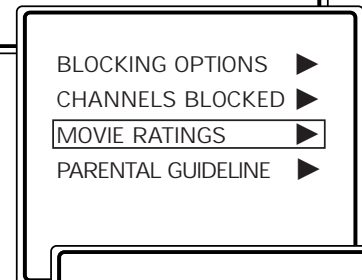 BLOCKING OPTIONS ▶
CHANNELS BLOCKED ▶
MOVIE RATINGS ▶
PARENTAL GUIDELINE ▶